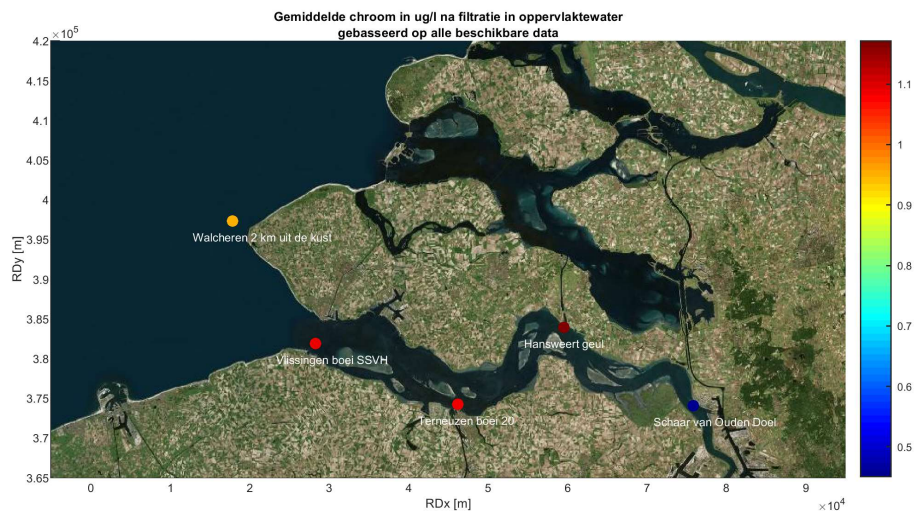 Gemiddelde chroom in ug/l na filtratie in oppervlaktewater
gebasseerd op alle beschikbare data
4.2 ×10⁵
4.15
4.1
4.05
4
3.95
3.9
3.85
3.8
3.75
3.7
3.65
RDy [m]
Walcheren 2 km uit de kust
Vlissingen boei SSVH
Hansweert geul
Terneuzen boei 20
Schaar van Ouden Doel
1.1
1
0.9
0.8
0.7
0.6
0.5
0 1 2 3 4 5 6 7 8 9
RDx [m]
×10⁴